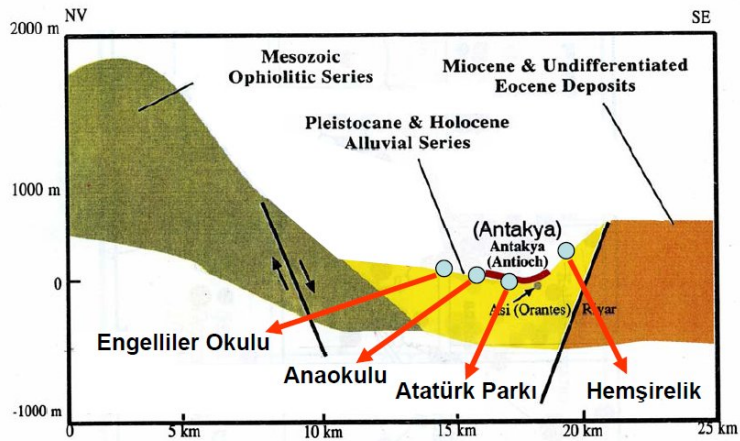 NV
SE
2000 m
Mesozoic
Ophiolitic Series
Miocene & Undifferentiated
Eocene Deposits
Pleistocane & Holocene
Alluvial Series
1000 m
(Antakya)
Antakya
(Antioch)
0
Asi (Orantes)
Engelliler Okulu
Anaokulu
Atatürk Parkı
Hemşirelik
-1000 m
0
5 km
10 km
15 km
20 km
25 km